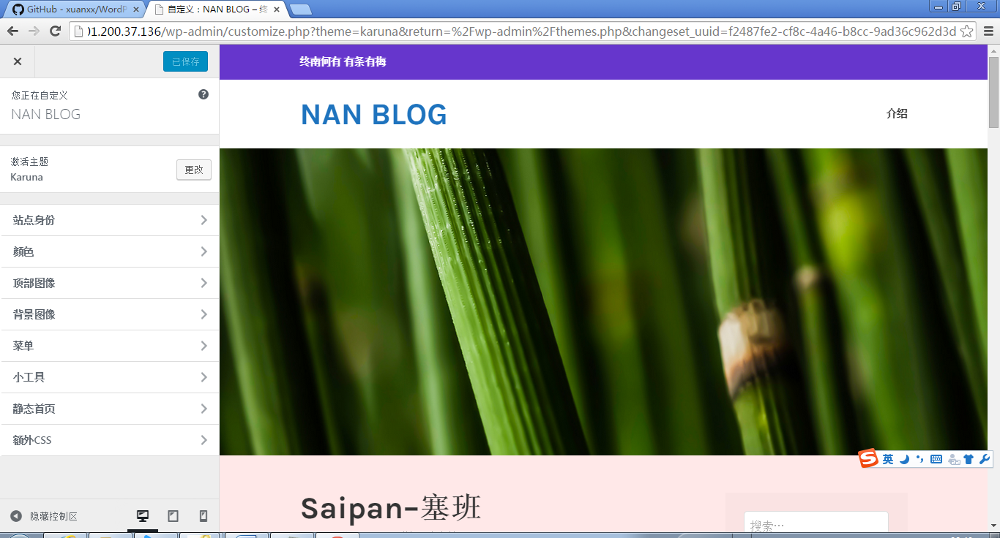 GitHub - xuanxx/WordP
自定义：NAN BLOG – 终
01.200.37.136/wp-admin/customize.php?theme=karuna&return=%2Fwp-admin%2Fthemes.php&changeset_uuid=f2487fe2-cf8c-4a46-b8cc-9ad36c962d3d
已保存
您正在自定义
NAN BLOG
激活主题
Karuna
更改
站点身份
颜色
顶部图像
背景图像
菜单
小工具
静态首页
额外CSS
隐藏控制区
终南何有 有条有梅
NAN BLOG
介绍
英
Saipan-塞班
搜索…